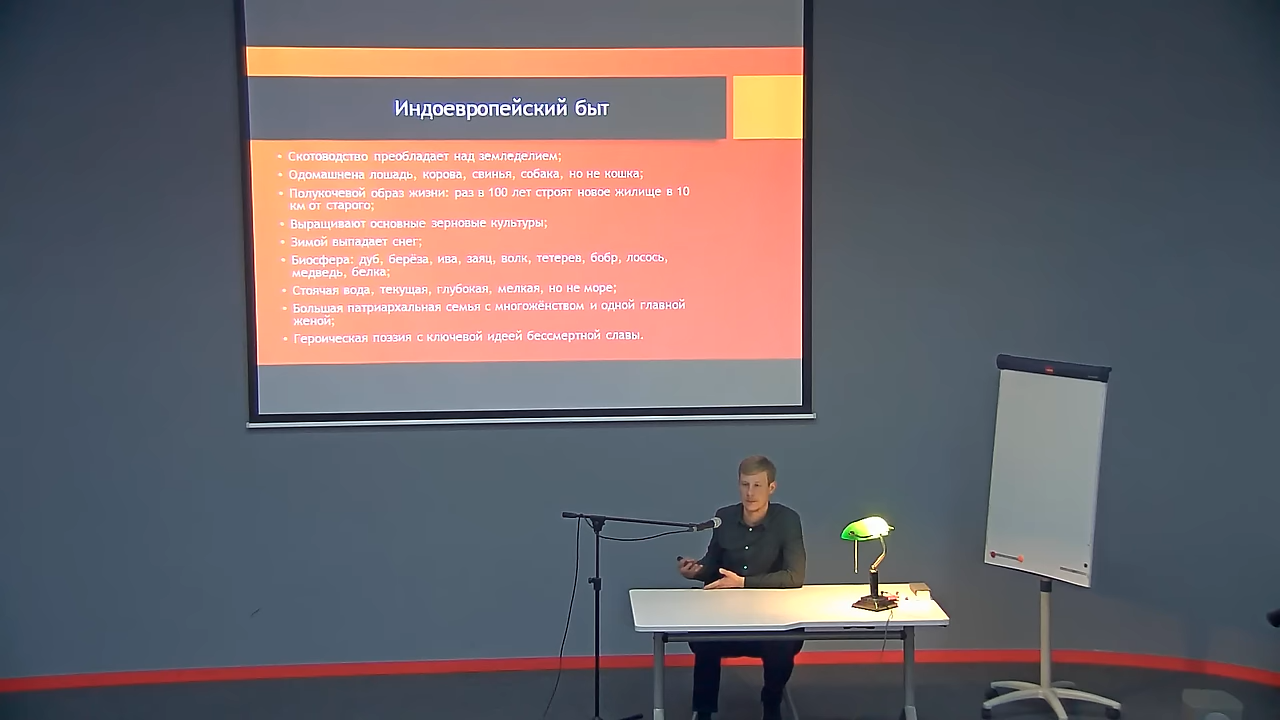 Индоевропейский быт
• Скотоводство преобладает над земледелием;
• Одомашнена лошадь, корова, свинья, собака, но не кошка;
• Полукочевой образ жизни: раз в 100 лет строят новое жилище в 10
км от старого;
• Выращивают основные зерновые культуры;
• Зимой выпадает снег;
• Биосфера: дуб, берёза, ива, заяц, волк, тетерев, бобр, лосось,
медведь, белка;
• Стоячая вода, текущая, глубокая, мелкая, но не море;
• Большая патриархальная семья с многожёнством и одной главной
женой;
• Героическая поэзия с ключевой идеей бессмертной славы.